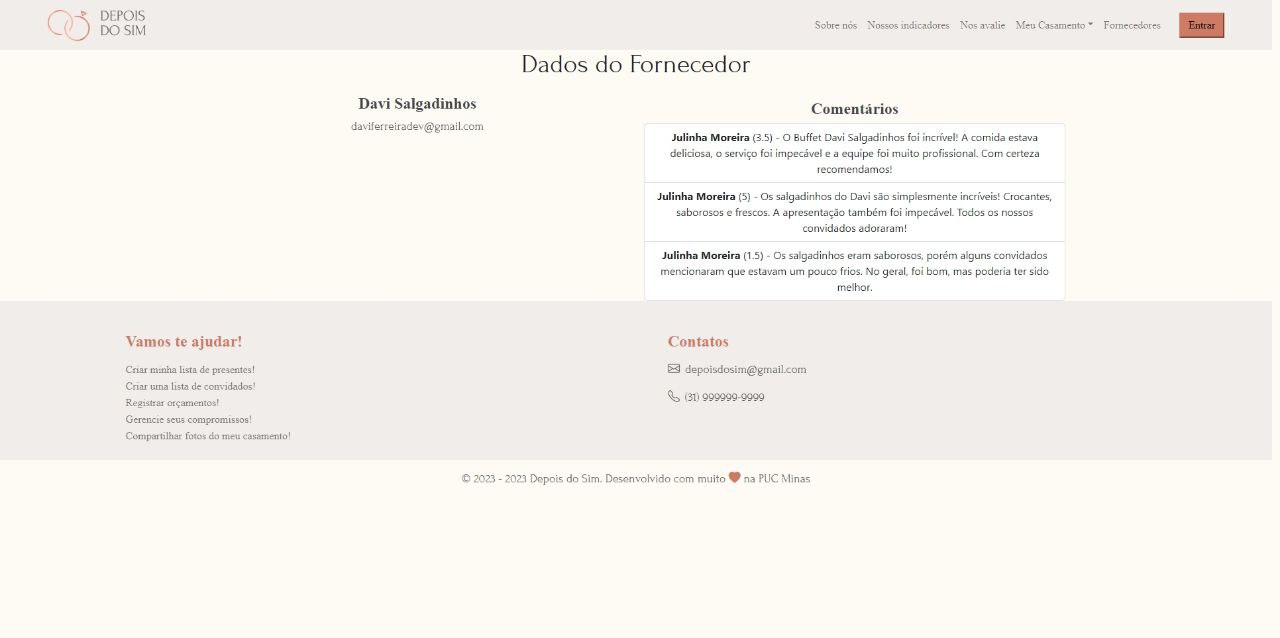 DEPOIS
DO SIM
Sobre nós Nossos indicadores Nos avalie Meu Casamento Fornecedores Entrar
Dados do Fornecedor
Davi Salgadinhos
daviferreiradev@gmail.com
Comentários
Julinha Moreira (3.5) - O Buffet Davi Salgadinhos foi incrível! A comida estava
deliciosa, o serviço foi impecável e a equipe foi muito profissional. Com certeza
recomendamos!
Julinha Moreira (5) - Os salgadinhos do Davi são simplesmente incríveis! Crocantes,
saborosos e frescos. A apresentação também foi impecável. Todos os nossos
convidados adoraram!
Julinha Moreira (1.5) - Os salgadinhos eram saborosos, porém alguns convidados
mencionaram que estavam um pouco frios. No geral, foi bom, mas poderia ter sido
melhor.
Vamos te ajudar!
Criar minha lista de presentes!
Criar uma lista de convidados!
Registrar orçamentos!
Gerencie seus compromissos!
Compartilhar fotos do meu casamento!
Contatos
depoisdosim@gmail.com
(31) 999999-9999
© 2023 - 2023 Depois do Sim. Desenvolvido com muito na PUC Minas